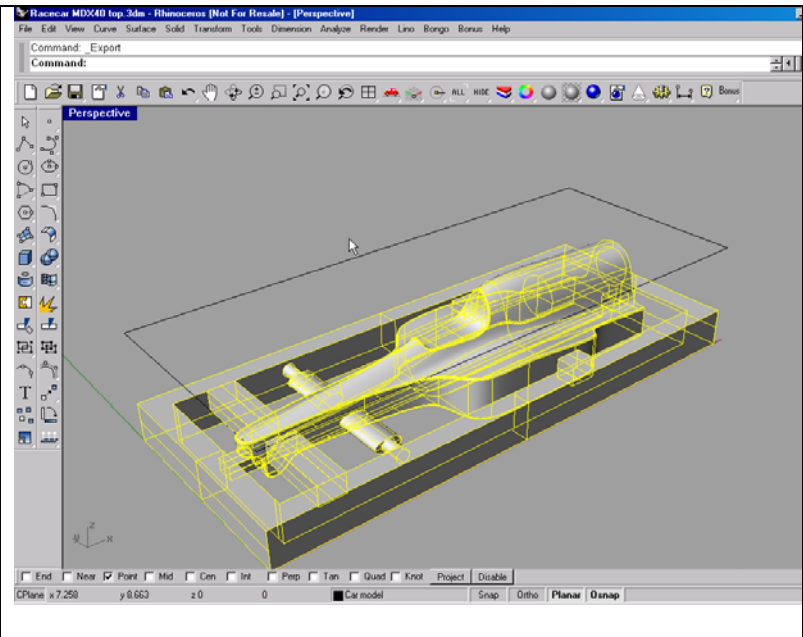 Racecar MDX40 top.3dm - Rhinoceros (Not For Resale) - [Perspective]
File Edit View Curve Surface Solid Transform Tools Dimension Analyze Render Lino Bongo Bonus Help
Command: _Export
Command:
ALL HIDE Bonus
Perspective
T
z
y x
End Near Point Mid Cen Int Perp Tan Quad Knot Project Disable
CPlane x 7.258 y 8.663 z 0 0 Car model Snap Ortho Planar Osnap